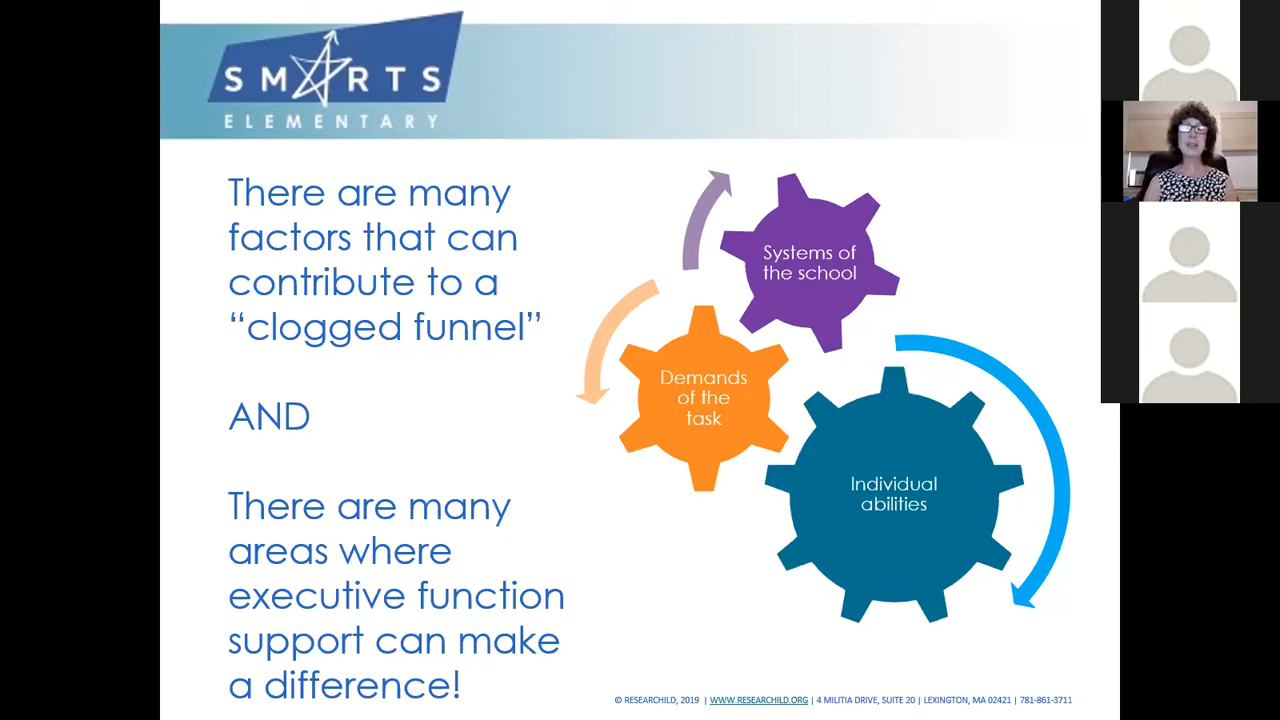 SMARTS
ELEMENTARY
There are many
factors that can
contribute to a
“clogged funnel”
AND
There are many
areas where
executive function
support can make
a difference!
Systems of
the school
Demands
of the
task
Individual
abilities
© RESEARCHILD, 2019 | WWW.RESEARCHILD.ORG | 4 MILITIA DRIVE, SUITE 20 | LEXINGTON, MA 02421 | 781-861-3711